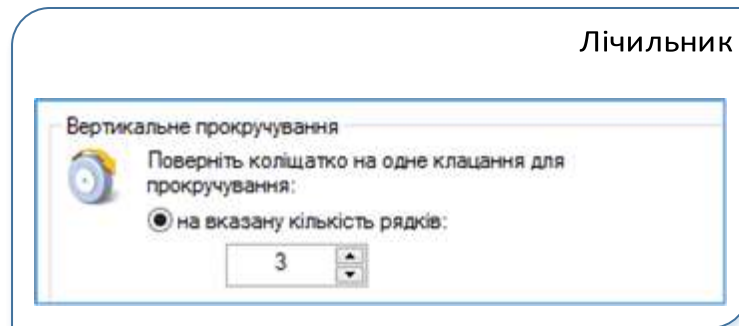 Лічильник
Вертикальне прокручування
Поверніть коліщатко на одне клацання для
прокручування:
на вказану кількість рядків:
3